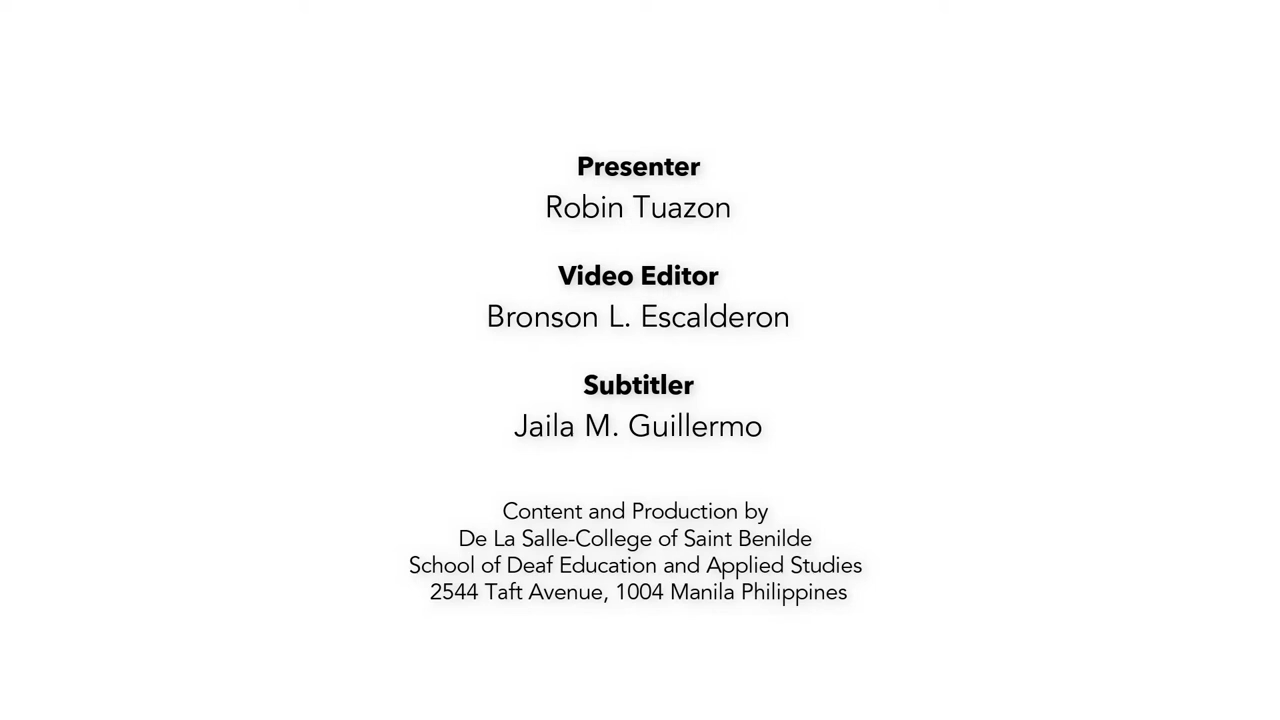 Presenter
Robin Tuazon
Video Editor
Bronson L. Escalderon
Subtitler
Jaila M. Guillermo
Content and Production by
De La Salle-College of Saint Benilde
School of Deaf Education and Applied Studies
2544 Taft Avenue, 1004 Manila Philippines